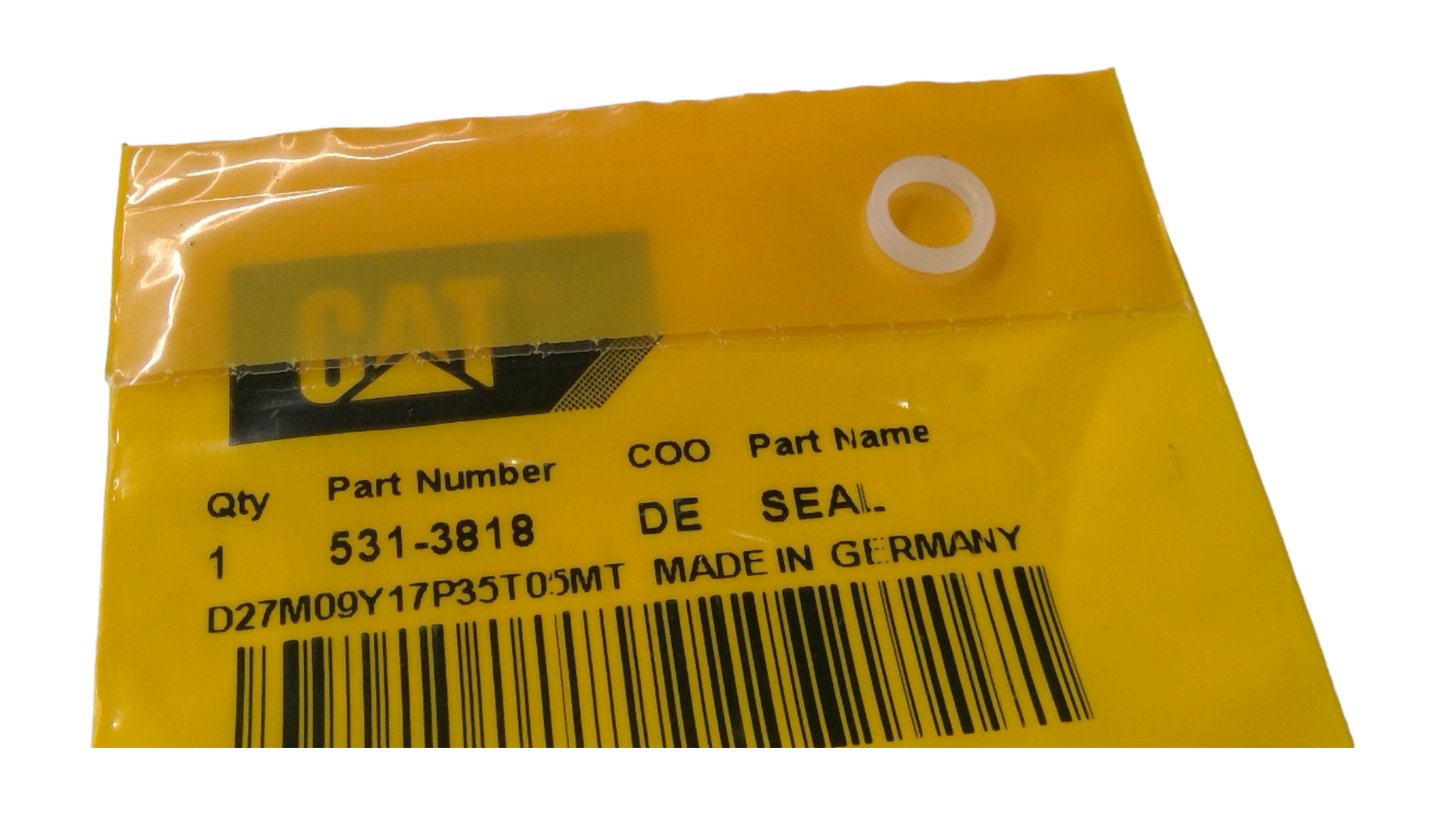 CAT
Qty Part Number COO Part Name
1 531-3818 DE SEAL
D27M09Y17P35T05MT MADE IN GERMANY